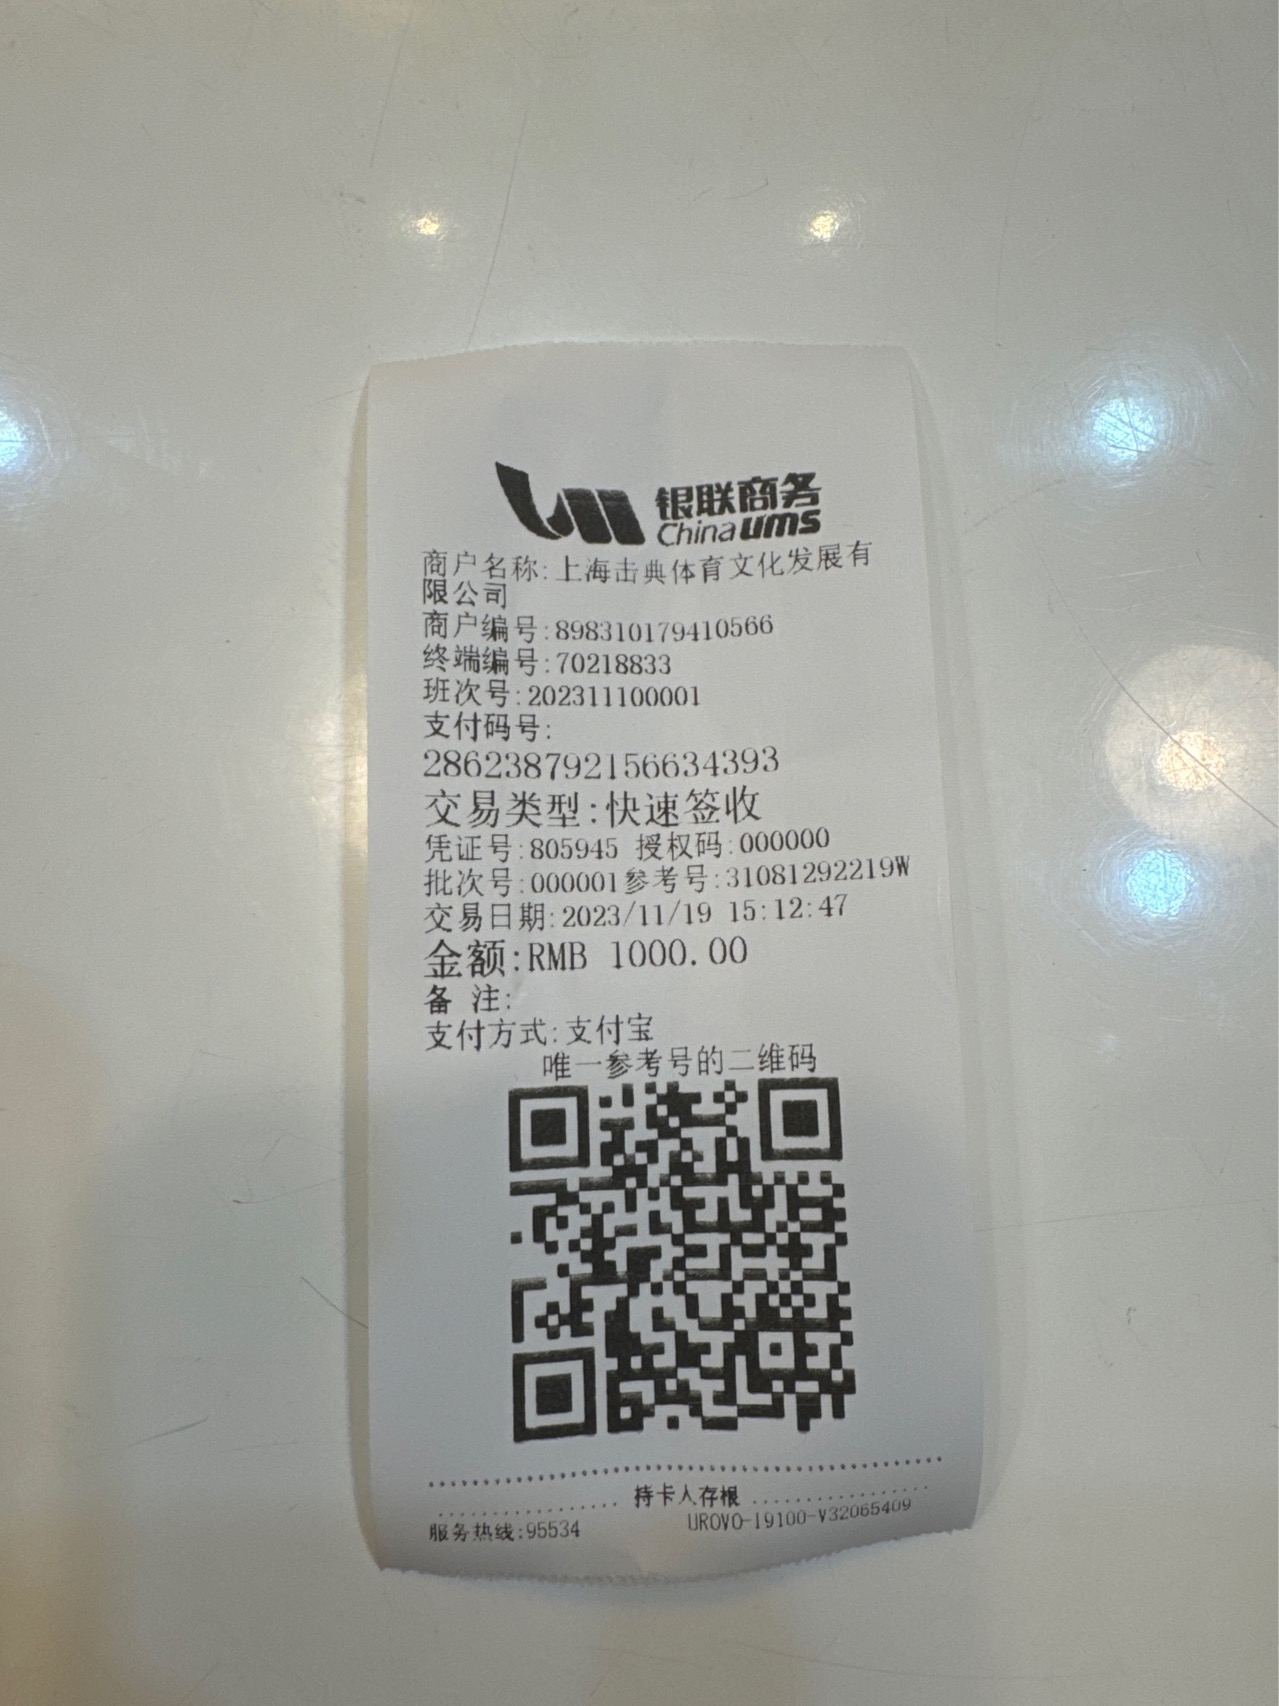 银联商务
Chinaums
商户名称:上海击典体育文化发展有
限公司
商户编号:898310179410566
终端编号:70218833
班次号:202311100001
支付码号:
286238792156634393
交易类型:快速签收
凭证号:805945 授权码:000000
批次号:000001参考号:31081292219W
交易日期:2023/11/19 15:12:47
金额:RMB 1000.00
备 注:
支付方式:支付宝
唯一参考号的二维码
持卡人存根
服务热线:95534 UROVO-I9100-V32065409